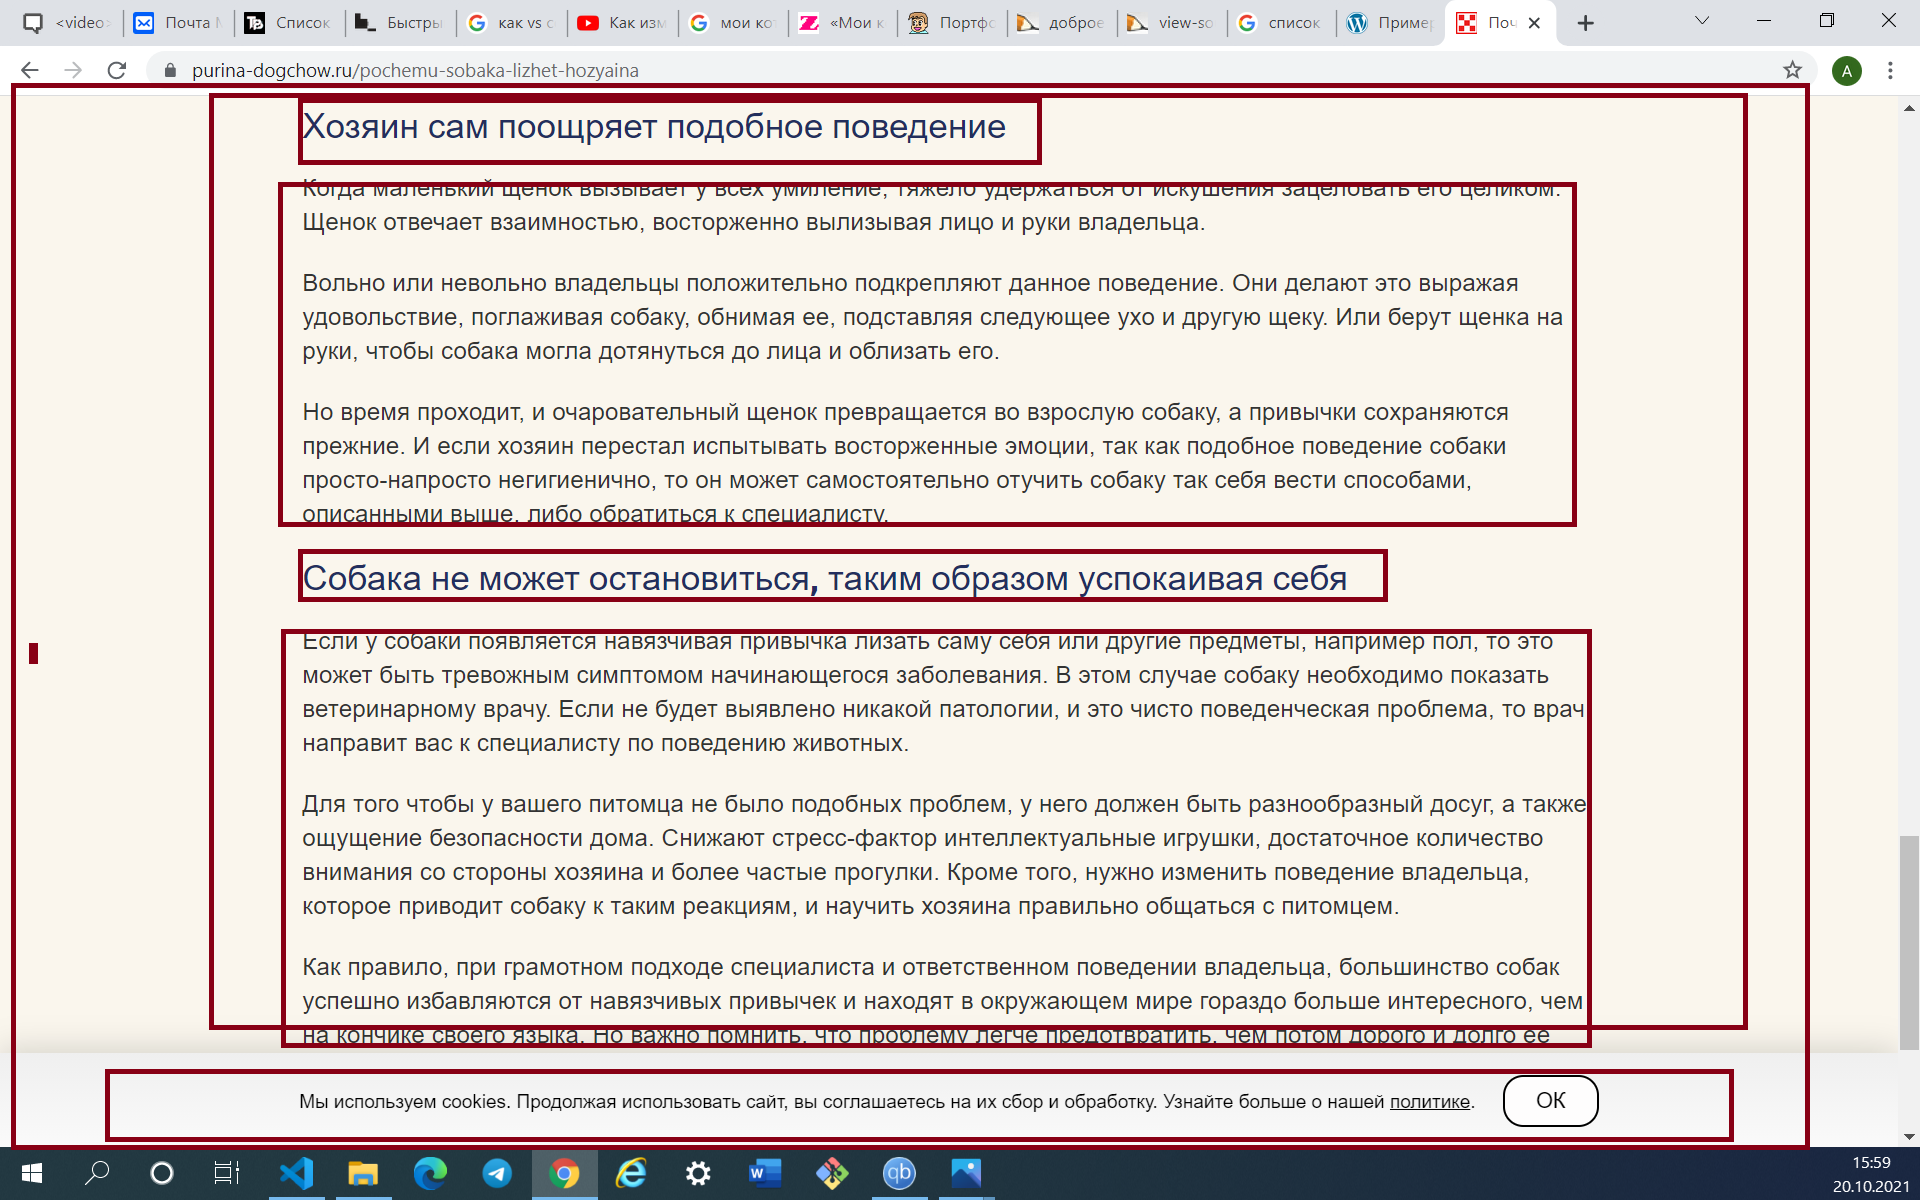 <video>
Почта
Список
Быстры
как vs c
Как изм
мои ко
«Мои к
Портфо
доброе
view-so
список
Пример
Поч
purina-dogchow.ru/pochemu-sobaka-lizhet-hozyaina
A
Хозяин сам поощряет подобное поведение
Когда маленький щенок вызывает у всех умиление, тяжело удержаться от искушения зацеловать его целиком.
Щенок отвечает взаимностью, восторженно вылизывая лицо и руки владельца.
Вольно или невольно владельцы положительно подкрепляют данное поведение. Они делают это выражая
удовольствие, поглаживая собаку, обнимая ее, подставляя следующее ухо и другую щеку. Или берут щенка на
руки, чтобы собака могла дотянуться до лица и облизать его.
Но время проходит, и очаровательный щенок превращается во взрослую собаку, а привычки сохраняются
прежние. И если хозяин перестал испытывать восторженные эмоции, так как подобное поведение собаки
просто-напросто негигиенично, то он может самостоятельно отучить собаку так себя вести способами,
описанными выше, либо обратиться к специалисту.
Собака не может остановиться, таким образом успокаивая себя
Если у собаки появляется навязчивая привычка лизать саму себя или другие предметы, например пол, то это
может быть тревожным симптомом начинающегося заболевания. В этом случае собаку необходимо показать
ветеринарному врачу. Если не будет выявлено никакой патологии, и это чисто поведенческая проблема, то врач
направит вас к специалисту по поведению животных.
Для того чтобы у вашего питомца не было подобных проблем, у него должен быть разнообразный досуг, а также
ощущение безопасности дома. Снижают стресс-фактор интеллектуальные игрушки, достаточное количество
внимания со стороны хозяина и более частые прогулки. Кроме того, нужно изменить поведение владельца,
которое приводит собаку к таким реакциям, и научить хозяина правильно общаться с питомцем.
Как правило, при грамотном подходе специалиста и ответственном поведении владельца, большинство собак
успешно избавляются от навязчивых привычек и находят в окружающем мире гораздо больше интересного, чем
на кончике своего языка. Но важно помнить, что проблему легче предотвратить, чем потом дорого и долго ее
Мы используем cookies. Продолжая использовать сайт, вы соглашаетесь на их сбор и обработку. Узнайте больше о нашей политике.
ОК
15:59
20.10.2021